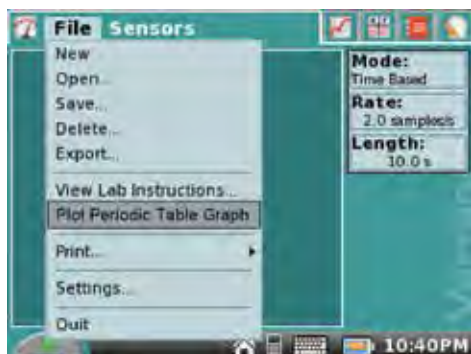 File Sensors
New
Open...
Save...
Delete...
Export...
View Lab Instructions...
Plot Periodic Table Graph
Print...
Settings...
Quit
Mode:
Time Based
Rate:
2.0 samples/s
Length:
10.0 s
10:40PM